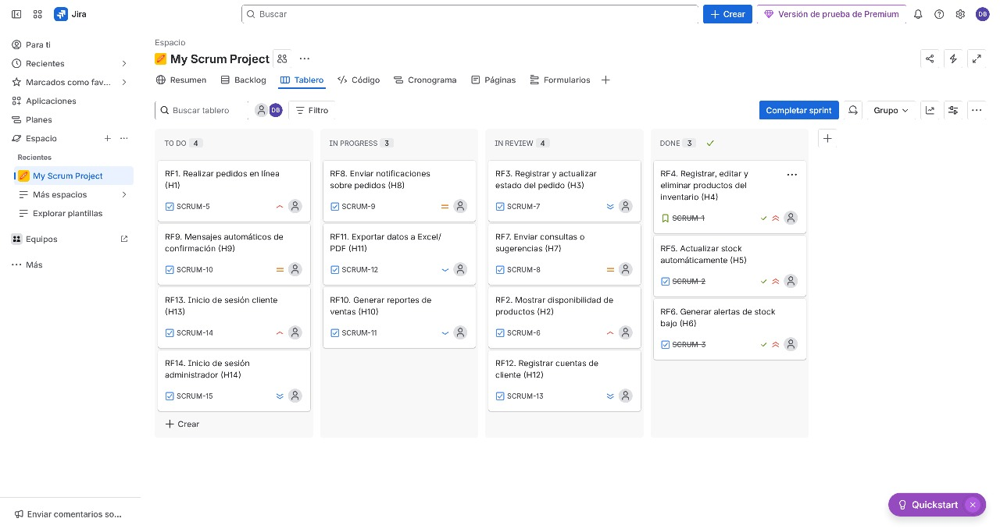 Jira
Buscar
Crear
Versión de prueba de Premium
DB
Para ti
Recientes
Marcados como fav...
Aplicaciones
Planes
Espacio
Recientes
My Scrum Project
Más espacios
Explorar plantillas
Equipos
Más
Enviar comentarios so...
Espacio
My Scrum Project
Resumen
Backlog
Tablero
Código
Cronograma
Páginas
Formularios
Buscar tablero
DB
Filtro
Completar sprint
Grupo
TO DO 4
RF1. Realizar pedidos en línea
(H1)
SCRUM-5
RF9. Mensajes automáticos de
confirmación (H9)
SCRUM-10
RF13. Inicio de sesión cliente
(H13)
SCRUM-14
RF14. Inicio de sesión
administrador (H14)
SCRUM-15
Crear
IN PROGRESS 3
RF8. Enviar notificaciones
sobre pedidos (H8)
SCRUM-9
RF11. Exportar datos a Excel/
PDF (H11)
SCRUM-12
RF10. Generar reportes de
ventas (H10)
SCRUM-11
IN REVIEW 4
RF3. Registrar y actualizar
estado del pedido (H3)
SCRUM-7
RF7. Enviar consultas o
sugerencias (H7)
SCRUM-8
RF2. Mostrar disponibilidad de
productos (H2)
SCRUM-6
RF12. Registrar cuentas de
cliente (H12)
SCRUM-13
DONE 3
RF4. Registrar, editar y
eliminar productos del
inventario (H4)
SCRUM-1
RF5. Actualizar stock
automáticamente (H5)
SCRUM-2
RF6. Generar alertas de stock
bajo (H6)
SCRUM-3
Quickstart